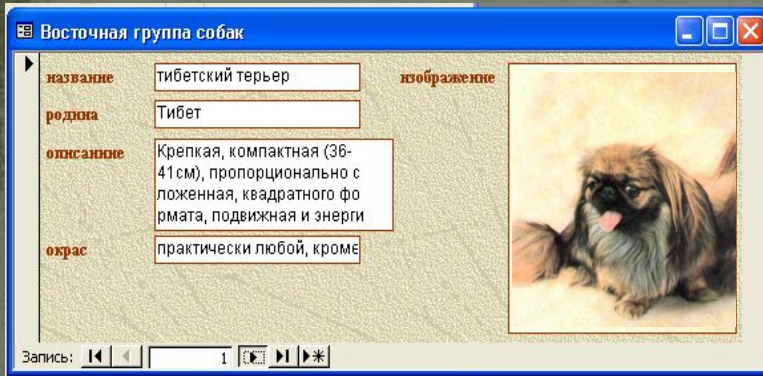 Восточная группа собак
название
тибетский терьер
изображение
родина
Тибет
описание
Крепкая, компактная (36-
41см), пропорционально с
ложенная, квадратного фо
рмата, подвижная и энерги
окрас
практически любой, кроме
Запись: 1